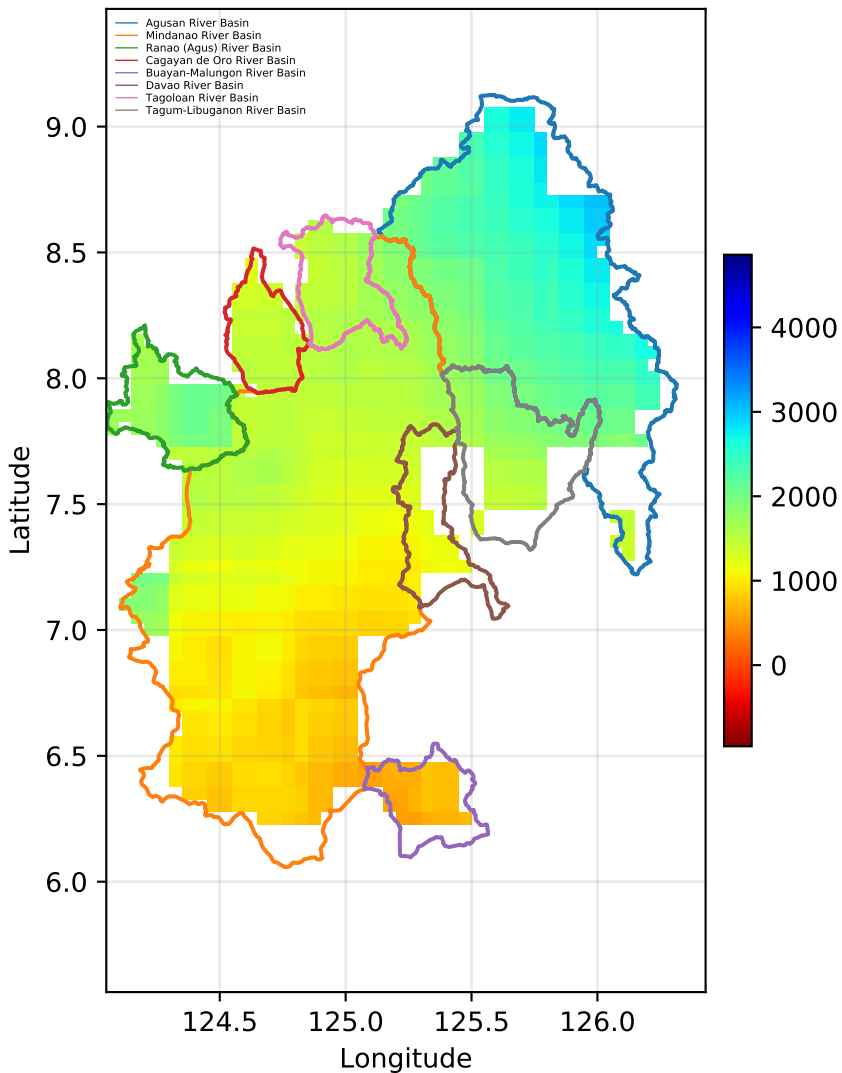 Agusan River Basin
Mindanao River Basin
Ranao (Agus) River Basin
Cagayan de Oro River Basin
Buayan-Malungon River Basin
Davao River Basin
Tagoloan River Basin
Tagum-Libuganon River Basin
9.0
8.5
8.0
7.5
7.0
6.5
6.0
Latitude
124.5 125.0 125.5 126.0
Longitude
4000
3000
2000
1000
0